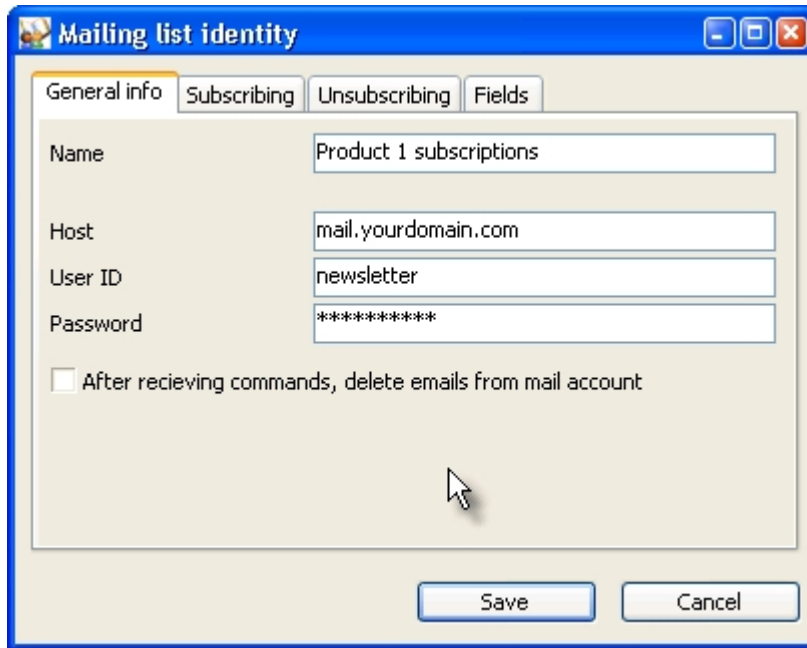 Mailing list identity
General info Subscribing Unsubscribing Fields
Name Product 1 subscriptions
Host mail.yourdomain.com
User ID newsletter
Password **********
After recieving commands, delete emails from mail account
Save Cancel